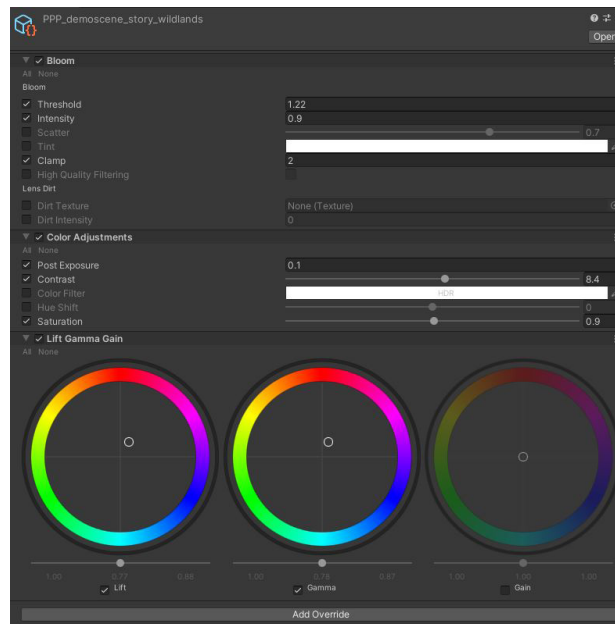 PPP_demoscene_story_wildlands
Open
Bloom
All None
Bloom
Threshold 1.22
Intensity 0.9
Scatter 0.7
Tint
Clamp 2
High Quality Filtering
Lens Dirt
Dirt Texture None (Texture)
Dirt Intensity 0
Color Adjustments
All None
Post Exposure 0.1
Contrast 8.4
Color Filter HDR
Hue Shift 0
Saturation 0.9
Lift Gamma Gain
All None
1.00 0.77 0.98 1.00 0.79 0.97 1.00 1.00 1.00
Lift Gamma Gain
Add Override